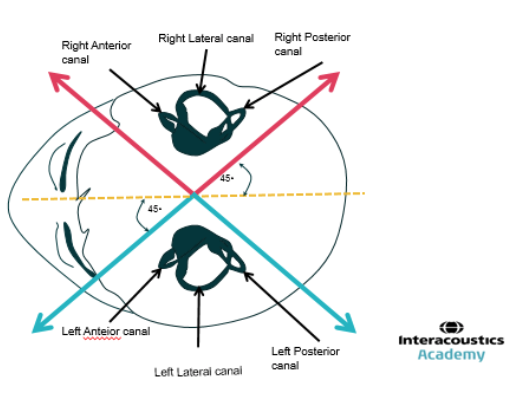 Right Anterior
canal
Right Lateral canal
Right Posterior
canal
45-
45-
Left Anteior canal
Left Lateral canal
Left Posterior
canal
Interacoustics
Academy